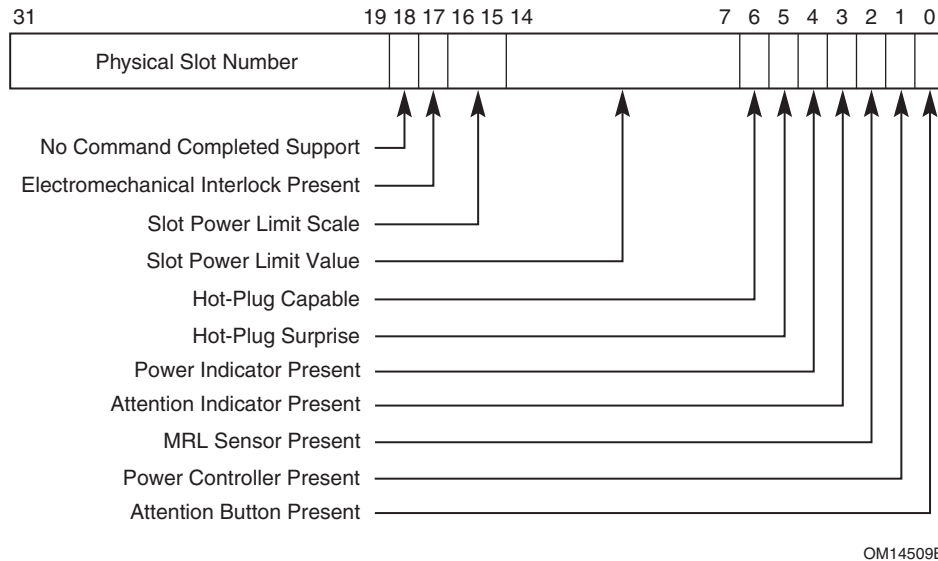 31 19 18 17 16 15 14 7 6 5 4 3 2 1 0
Physical Slot Number
No Command Completed Support
Electromechanical Interlock Present
Slot Power Limit Scale
Slot Power Limit Value
Hot-Plug Capable
Hot-Plug Surprise
Power Indicator Present
Attention Indicator Present
MRL Sensor Present
Power Controller Present
Attention Button Present
OM14509B